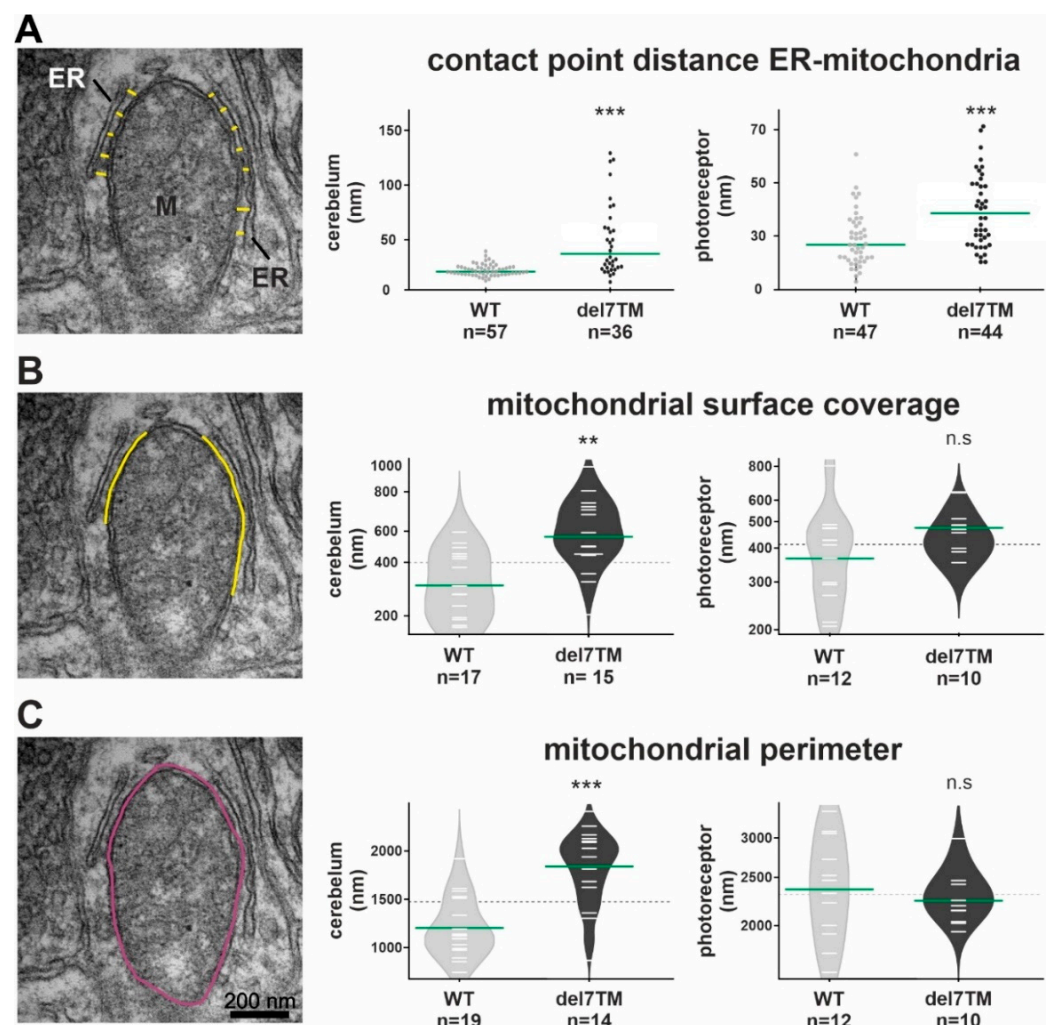 A
ER
M
ER
contact point distance ER-mitochondria
cerebelum
(nm)
150
100
50
0
***
WT
n=57
del7TM
n=36
photoreceptor
(nm)
70
50
30
0
***
WT
n=47
del7TM
n=44
B
mitochondrial surface coverage
cerebelum
(nm)
1000
800
600
400
200
**
WT
n=17
del7TM
n= 15
photoreceptor
(nm)
800
600
500
400
300
200
n.s
WT
n=12
del7TM
n=10
C
200 nm
mitochondrial perimeter
cerebelum
(nm)
2000
1500
1000
***
WT
n=19
del7TM
n=14
photoreceptor
(nm)
3000
2500
2000
n.s
WT
n=12
del7TM
n=10